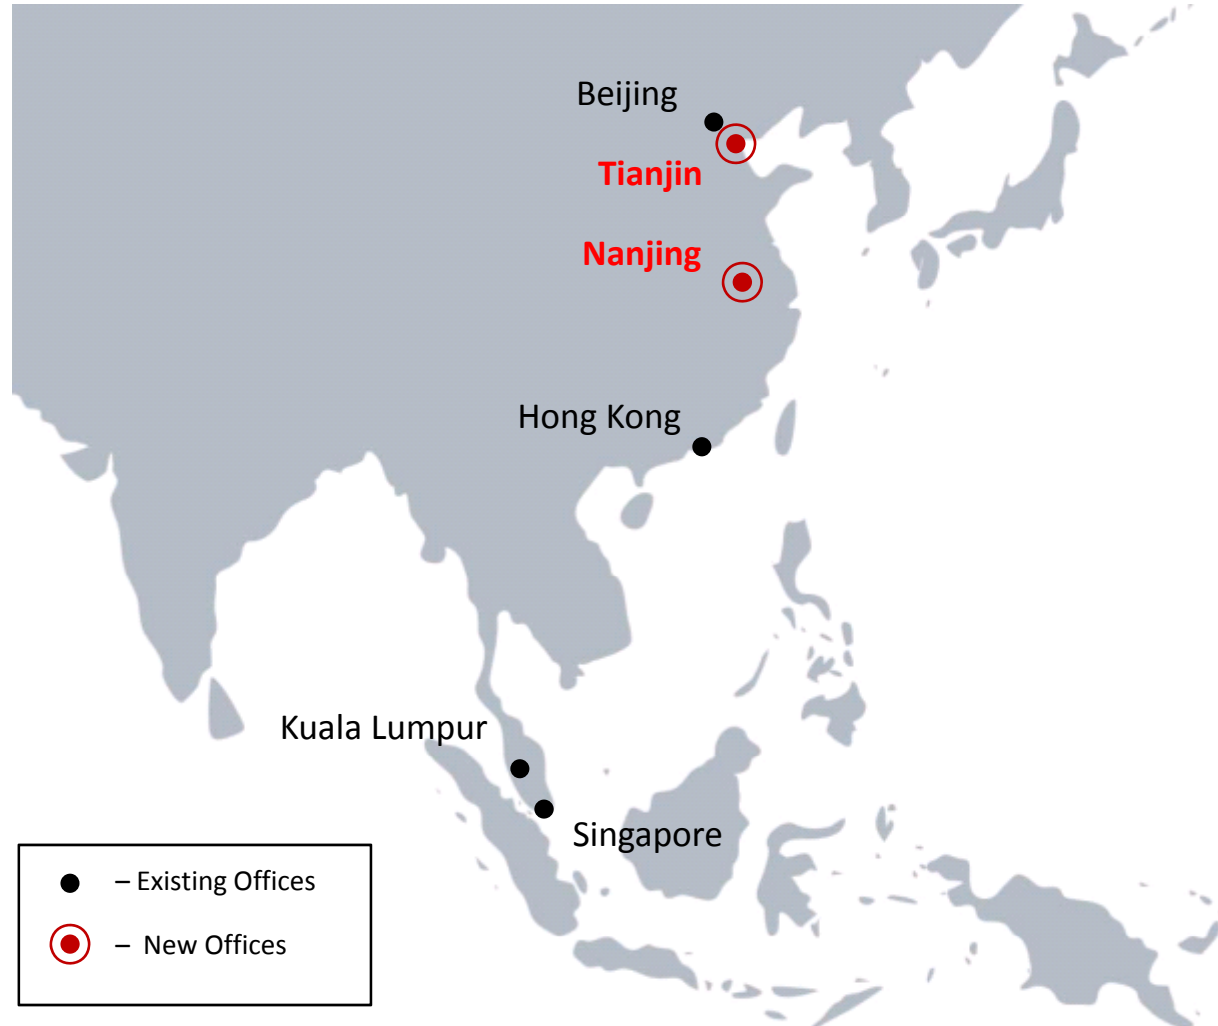 Beijing
Tianjin
Nanjing
Hong Kong
Kuala Lumpur
Singapore
– Existing Offices
– New Offices